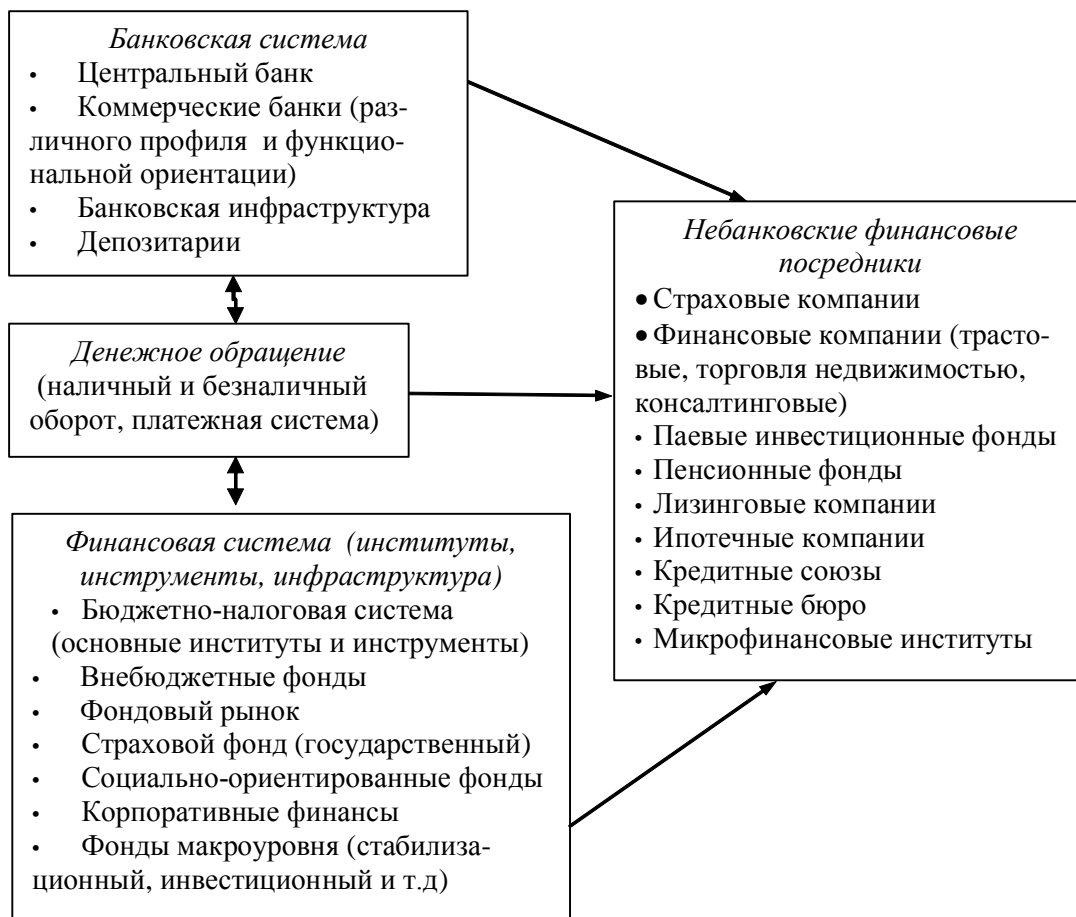 Банковская система
• Центральный банк
• Коммерческие банки (раз-
личного профиля и функцио-
нальной ориентации)
• Банковская инфраструктура
• Депозитарии
Денежное обращение
(наличный и безналичный
оборот, платежная система)
Финансовая система (институты,
инструменты, инфраструктура)
• Бюджетно-налоговая система
(основные институты и инструменты)
• Внебюджетные фонды
• Фондовый рынок
• Страховой фонд (государственный)
• Социально-ориентированные фонды
• Корпоративные финансы
• Фонды макроуровня (стабилиза-
ционный, инвестиционный и т.д)
Небанковские финансовые
посредники
• Страховые компании
• Финансовые компании (трасто-
вые, торговля недвижимостью,
консалтинговые)
• Паевые инвестиционные фонды
• Пенсионные фонды
• Лизинговые компании
• Ипотечные компании
• Кредитные союзы
• Кредитные бюро
• Микрофинансовые институты